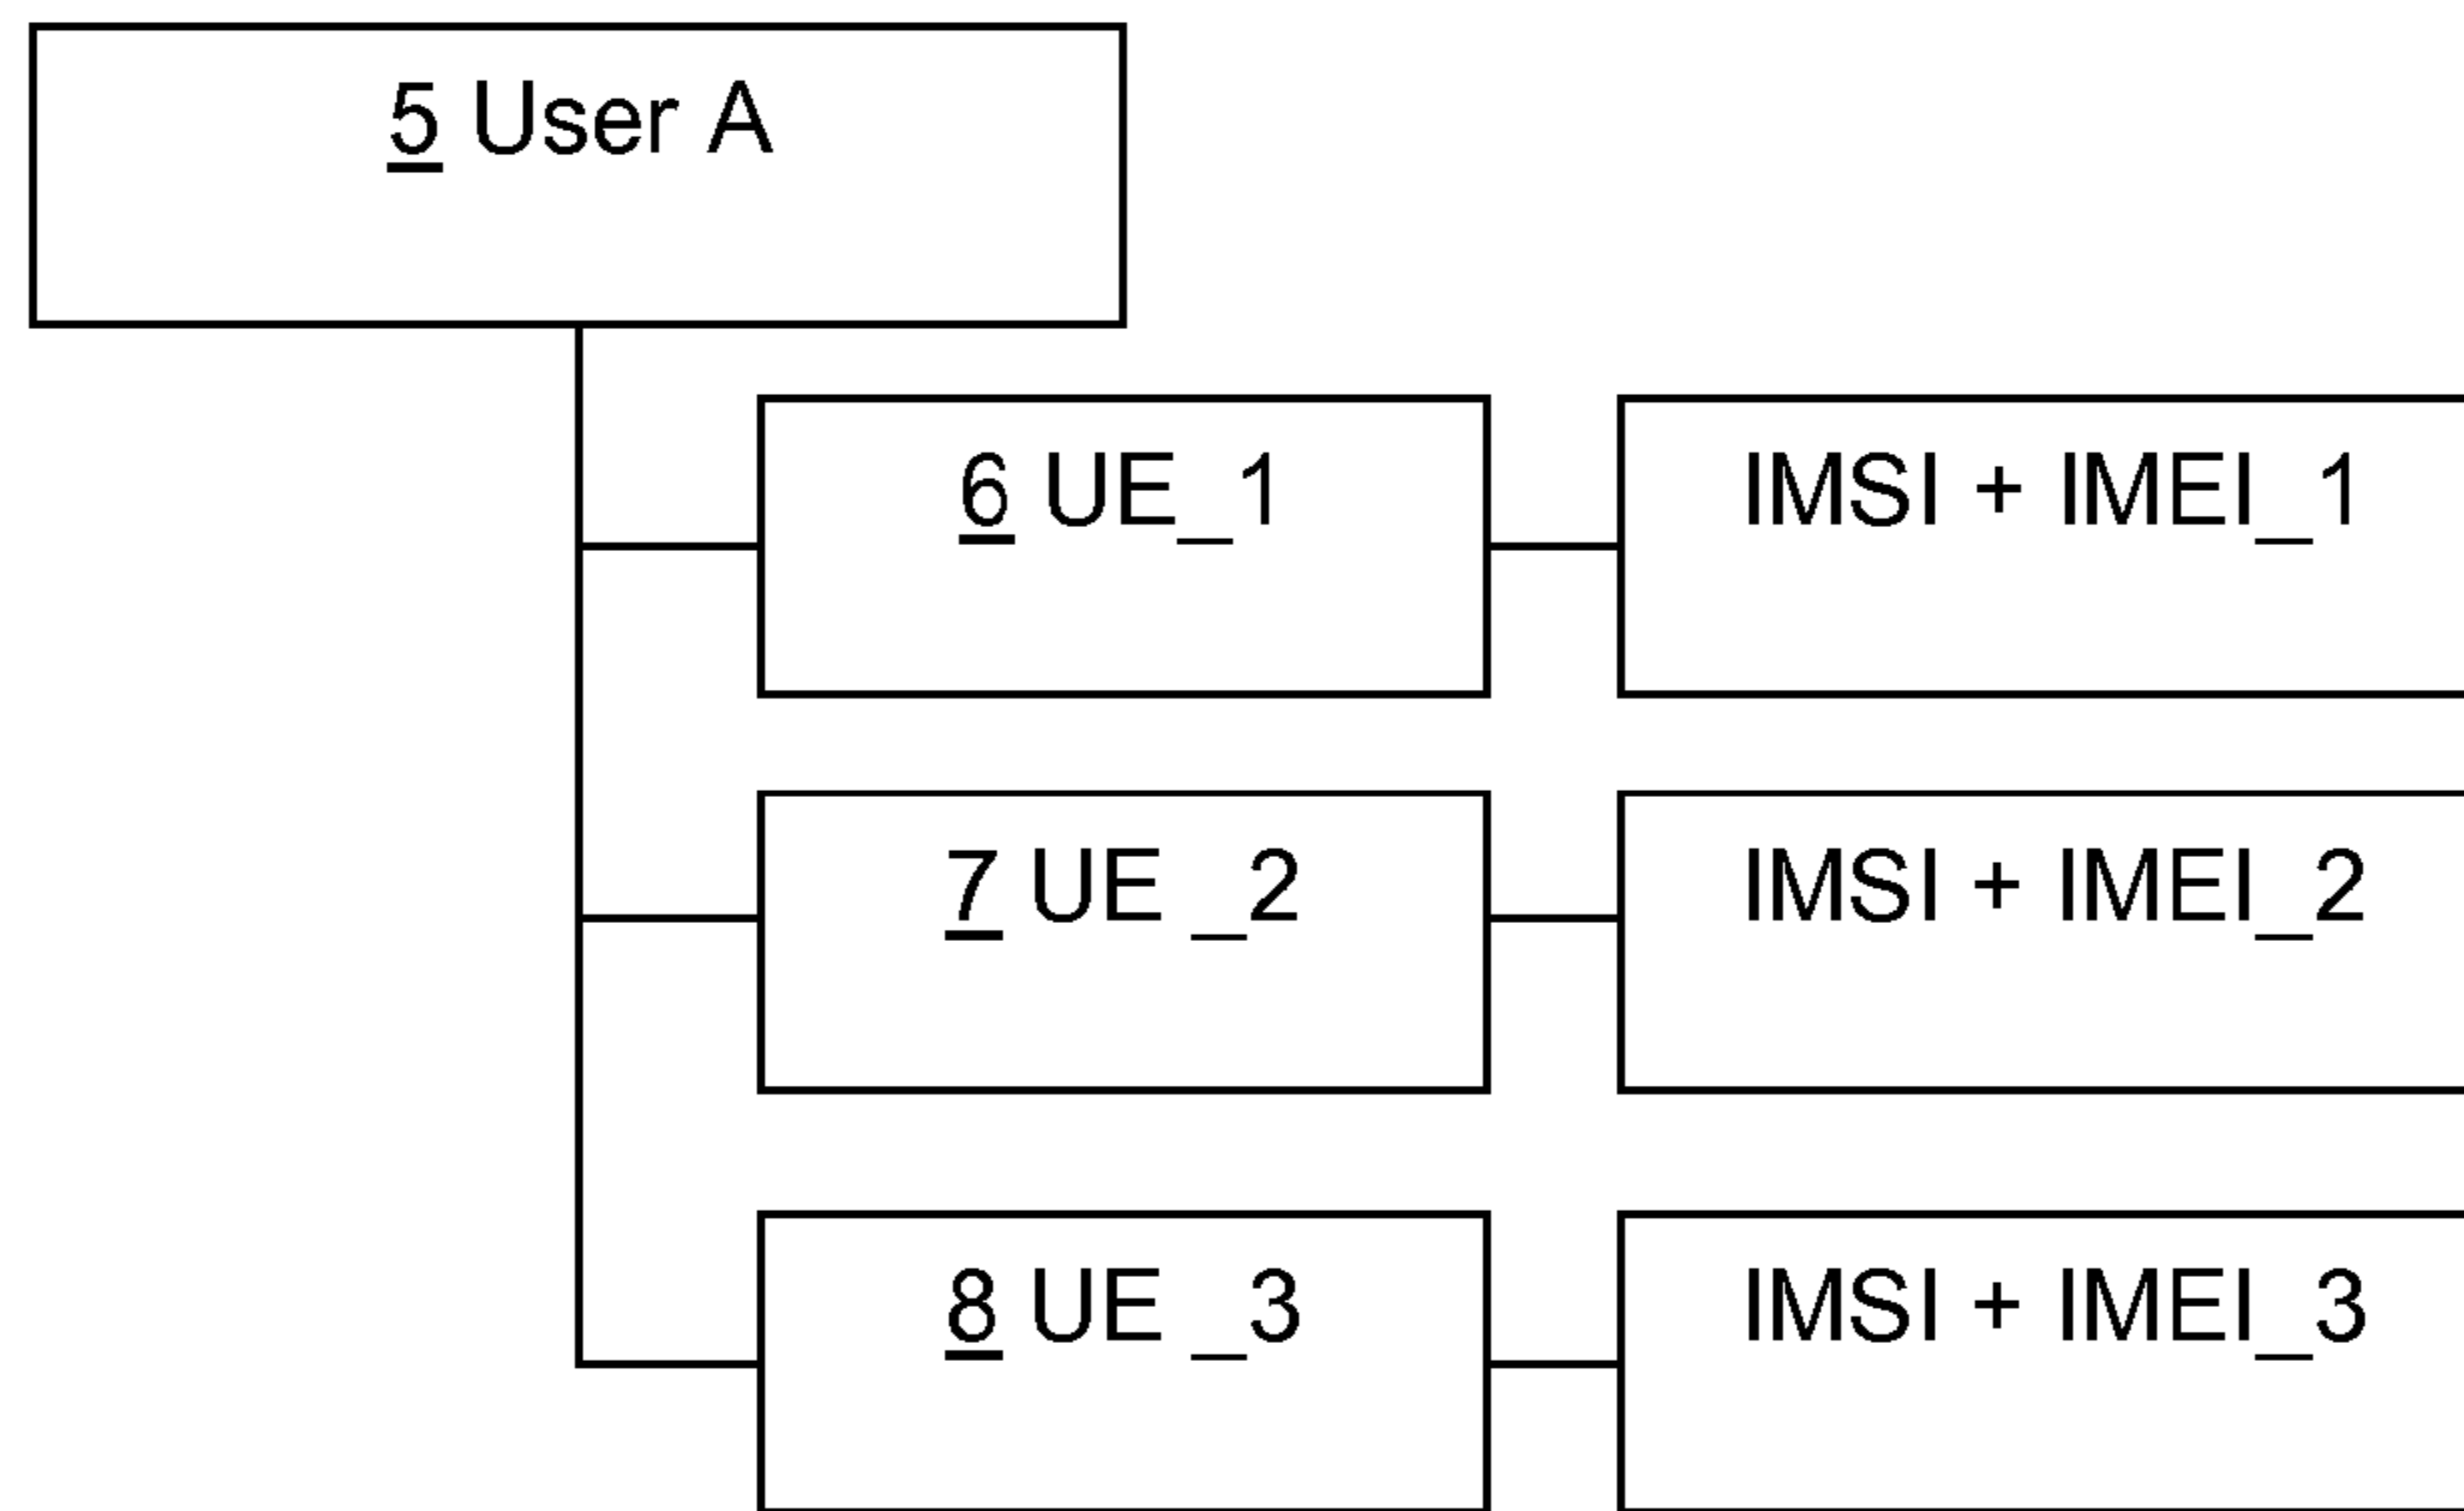 5 User A
6 UE_1
IMSI + IMEI_1
7 UE _2
IMSI + IMEI_2
8 UE _3
IMSI + IMEI_3